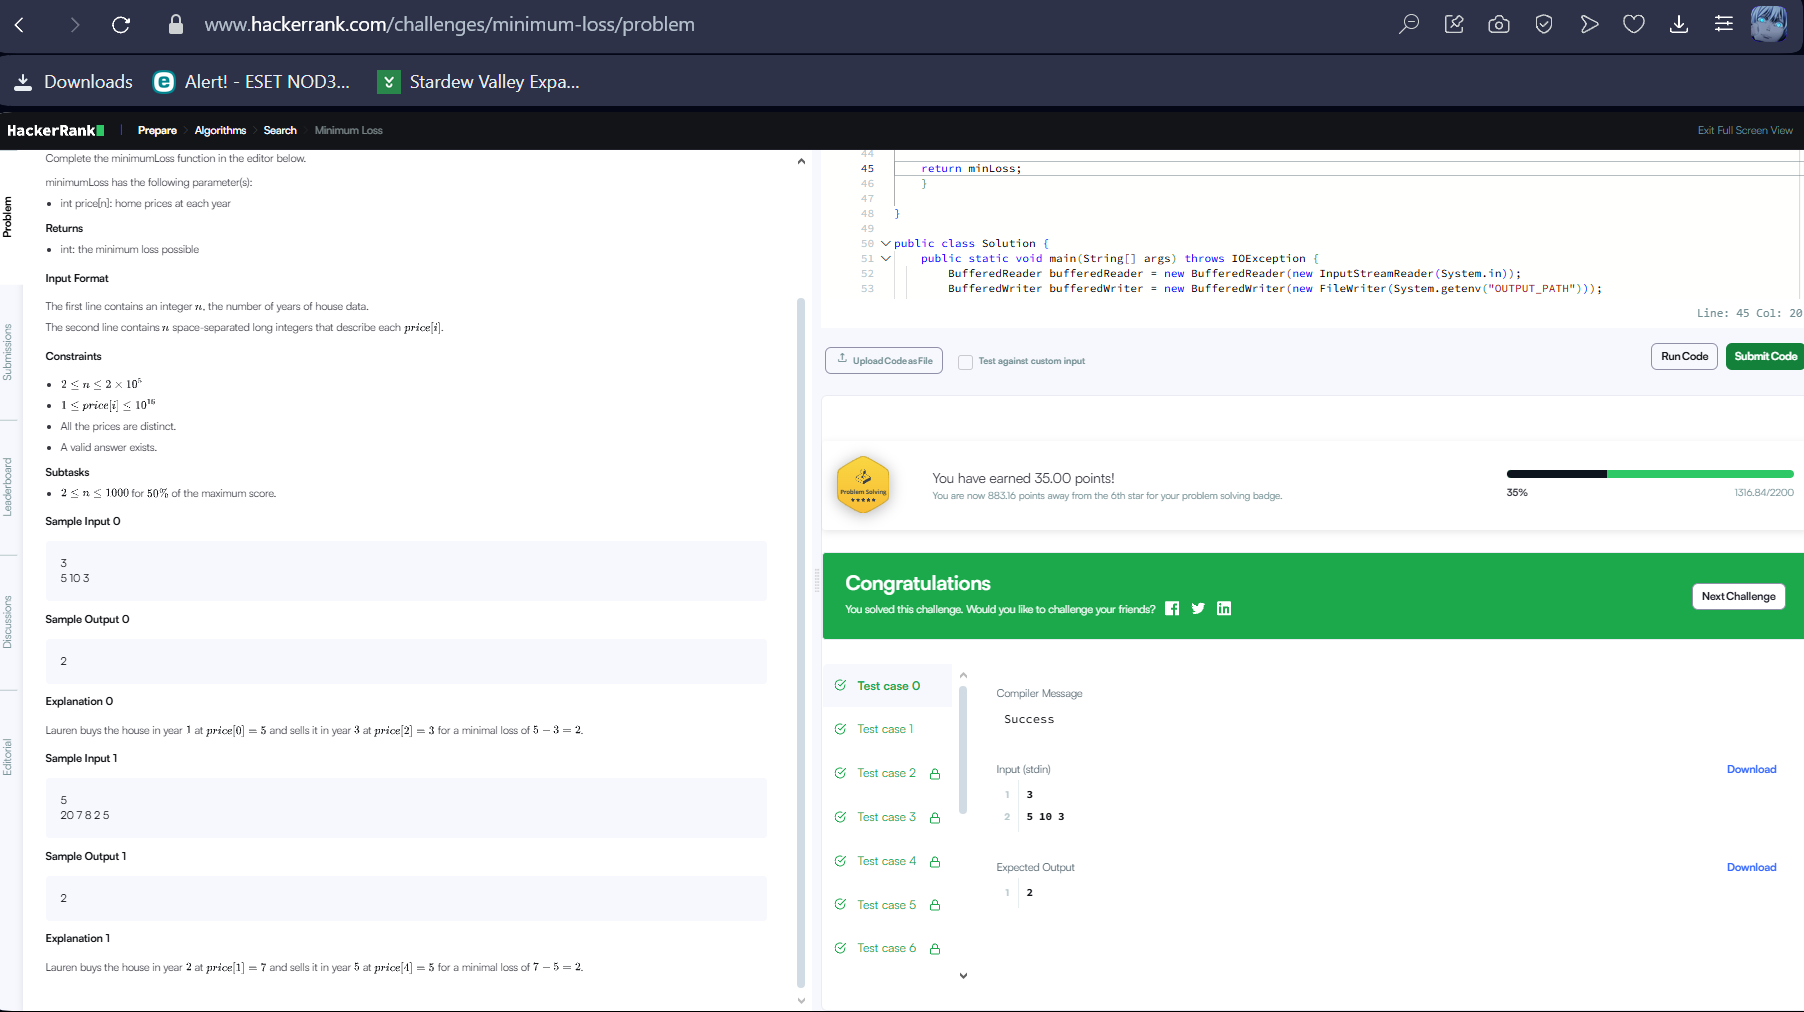 www.hackerrank.com/challenges/minimum-loss/problem
Downloads
Alert! - ESET NOD3...
Stardew Valley Expa...
HackerRank
Prepare
Algorithms
Search
Minimum Loss
Exit Full Screen View
Problem
Submissions
Leaderboard
Discussions
Editorial
Complete the minimumLoss function in the editor below.
minimumLoss has the following parameter(s):
• int price[n]: home prices at each year
Returns
• int: the minimum loss possible
Input Format
The first line contains an integer n, the number of years of house data.
The second line contains n space-separated long integers that describe each price[i].
Constraints
• 2 ≤ n ≤ 2 × 10⁵
• 1 ≤ price[i] ≤ 10¹⁶
• All the prices are distinct.
• A valid answer exists.
Subtasks
• 2 ≤ n ≤ 1000 for 50% of the maximum score.
Sample Input 0
3
5 10 3
Sample Output 0
2
Explanation 0
Lauren buys the house in year 1 at price[0] = 5 and sells it in year 3 at price[2] = 3 for a minimal loss of 5 − 3 = 2.
Sample Input 1
5
20 7 8 2 5
Sample Output 1
2
Explanation 1
Lauren buys the house in year 2 at price[1] = 7 and sells it in year 5 at price[4] = 5 for a minimal loss of 7 − 5 = 2.
44
45 return minLoss;
46 }
47
48 }
49
50 public class Solution {
51 public static void main(String[] args) throws IOException {
52 BufferedReader bufferedReader = new BufferedReader(new InputStreamReader(System.in));
53 BufferedWriter bufferedWriter = new BufferedWriter(new FileWriter(System.getenv("OUTPUT_PATH")));
Line: 45 Col: 20
Upload Code as File
Test against custom input
Run Code
Submit Code
Problem Solving
You have earned 35.00 points!
You are now 883.16 points away from the 6th star for your problem solving badge.
35%
1316.84/2200
Congratulations
You solved this challenge. Would you like to challenge your friends?
Next Challenge
Test case 0
Test case 1
Test case 2
Test case 3
Test case 4
Test case 5
Test case 6
Compiler Message
Success
Input (stdin)
Download
1 3
2 5 10 3
Expected Output
Download
1 2